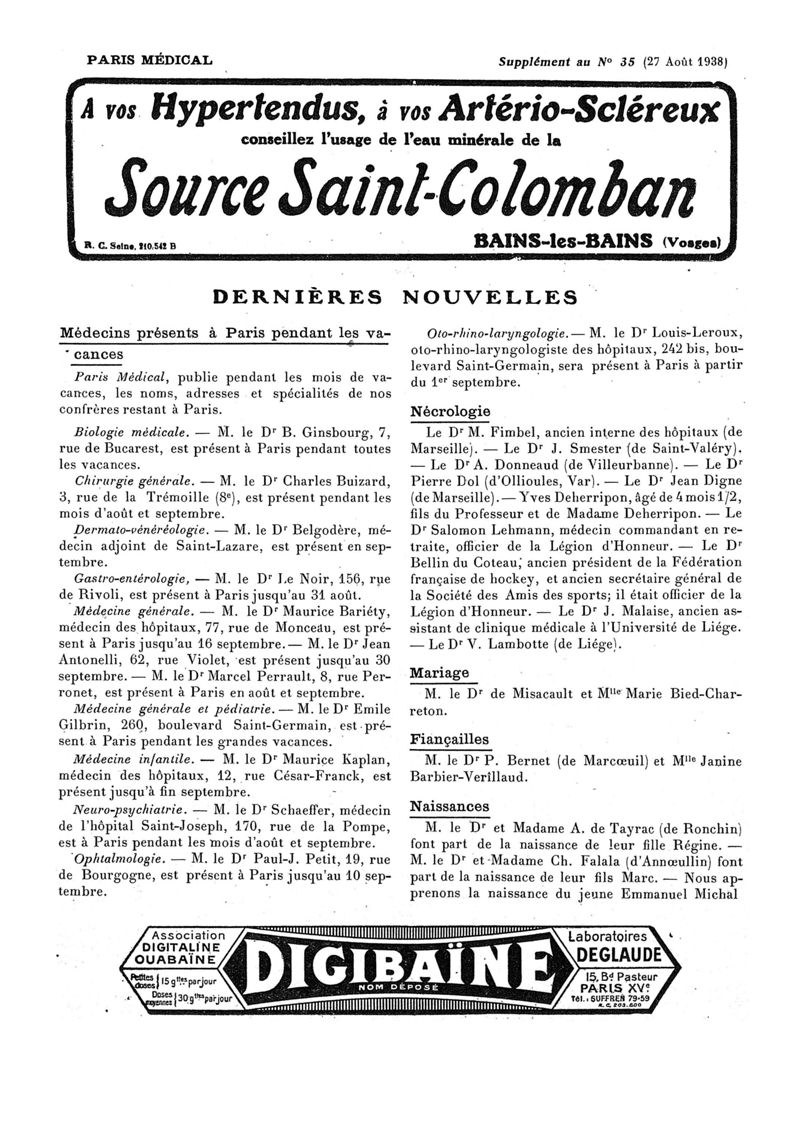 PARIS MÉDICAL
Supplément au N° 35 (27 Août 1938)
A vos Hypertendus, à vos Artério-Scléreux
conseillez l'usage de l'eau minérale de la
Source Saint-Colomban
R. C. Seine, 210.542 B
BAINS-les-BAINS (Vosges)
DERNIÈRES NOUVELLES
Médecins présents à Paris pendant les va-
cances
Paris Médical, publie pendant les mois de va-
cances, les noms, adresses et spécialités de nos
confrères restant à Paris.
Biologie médicale. — M. le Dr B. Ginsbourg, 7,
rue de Bucarest, est présent à Paris pendant toutes
les vacances.
Chirurgie générale. — M. le Dr Charles Buizard,
3, rue de la Trémoille (8e), est présent pendant les
mois d'août et septembre.
Dermato-vénéréologie. — M. le Dr Belgodère, mé-
decin adjoint de Saint-Lazare, est présent en sep-
tembre.
Gastro-entérologie, — M. le Dr Le Noir, 156, rue
de Rivoli, est présent à Paris jusqu'au 31 août.
Médecine générale. — M. le Dr Maurice Bariéty,
médecin des hôpitaux, 77, rue de Monceau, est pré-
sent à Paris jusqu'au 16 septembre. — M. le Dr Jean
Antonelli, 62, rue Violet, est présent jusqu'au 30
septembre. — M. le Dr Marcel Perrault, 8, rue Per-
ronet, est présent à Paris en août et septembre.
Médecine générale et pédiatrie. — M. le Dr Emile
Gilbrin, 260, boulevard Saint-Germain, est pré-
sent à Paris pendant les grandes vacances.
Médecine infantile. — M. le Dr Maurice Kaplan,
médecin des hôpitaux, 12, rue César-Franck, est
présent jusqu'à fin septembre.
Neuro-psychiatrie. — M. le Dr Schaeffer, médecin
de l'hôpital Saint-Joseph, 170, rue de la Pompe,
est à Paris pendant les mois d'août et septembre.
Ophtalmologie. — M. le Dr Paul-J. Petit, 19, rue
de Bourgogne, est présent à Paris jusqu'au 10 sep-
tembre.
Oto-rhino-laryngologie. — M. le Dr Louis-Leroux,
oto-rhino-laryngologiste des hôpitaux, 242 bis, bou-
levard Saint-Germain, sera présent à Paris à partir
du 1er septembre.
Nécrologie
Le Dr M. Fimbel, ancien interne des hôpitaux (de
Marseille). — Le Dr J. Smester (de Saint-Valéry).
— Le Dr A. Donneaud (de Villeurbanne). — Le Dr
Pierre Dol (d'Ollioules, Var). — Le Dr Jean Digne
(de Marseille). — Yves Deherripon, âgé de 4 mois 1/2,
fils du Professeur et de Madame Deherripon. — Le
Dr Salomon Lehmann, médecin commandant en re-
traite, officier de la Légion d'Honneur. — Le Dr
Bellin du Coteau, ancien président de la Fédération
française de hockey, et ancien secrétaire général de
la Société des Amis des sports; il était officier de la
Légion d'Honneur. — Le Dr J. Malaise, ancien as-
sistant de clinique médicale à l'Université de Liége.
— Le Dr V. Lambotte (de Liége).
Mariage
M. le Dr de Misacault et Mlle Marie Bied-Char-
reton.
Fiançailles
M. le Dr P. Bernet (de Marcœuil) et Mlle Janine
Barbier-Verillaud.
Naissances
M. le Dr et Madame A. de Tayrac (de Ronchin)
font part de la naissance de leur fille Régine. —
M. le Dr et Madame Ch. Falala (d'Annœullin) font
part de la naissance de leur fils Marc. — Nous ap-
prenons la naissance du jeune Emmanuel Michal
Association
DIGITALINE
OUABAÏNE
Petites doses 15 gttes par jour
Doses moyennes 30 gttes par jour
DIGIBAÏNE
NOM DÉPOSÉ
Laboratoires
DEGLAUDE
15, Bd Pasteur
PARIS XVe
Tél. : SUFFREN 79-59
R. C. 203.600